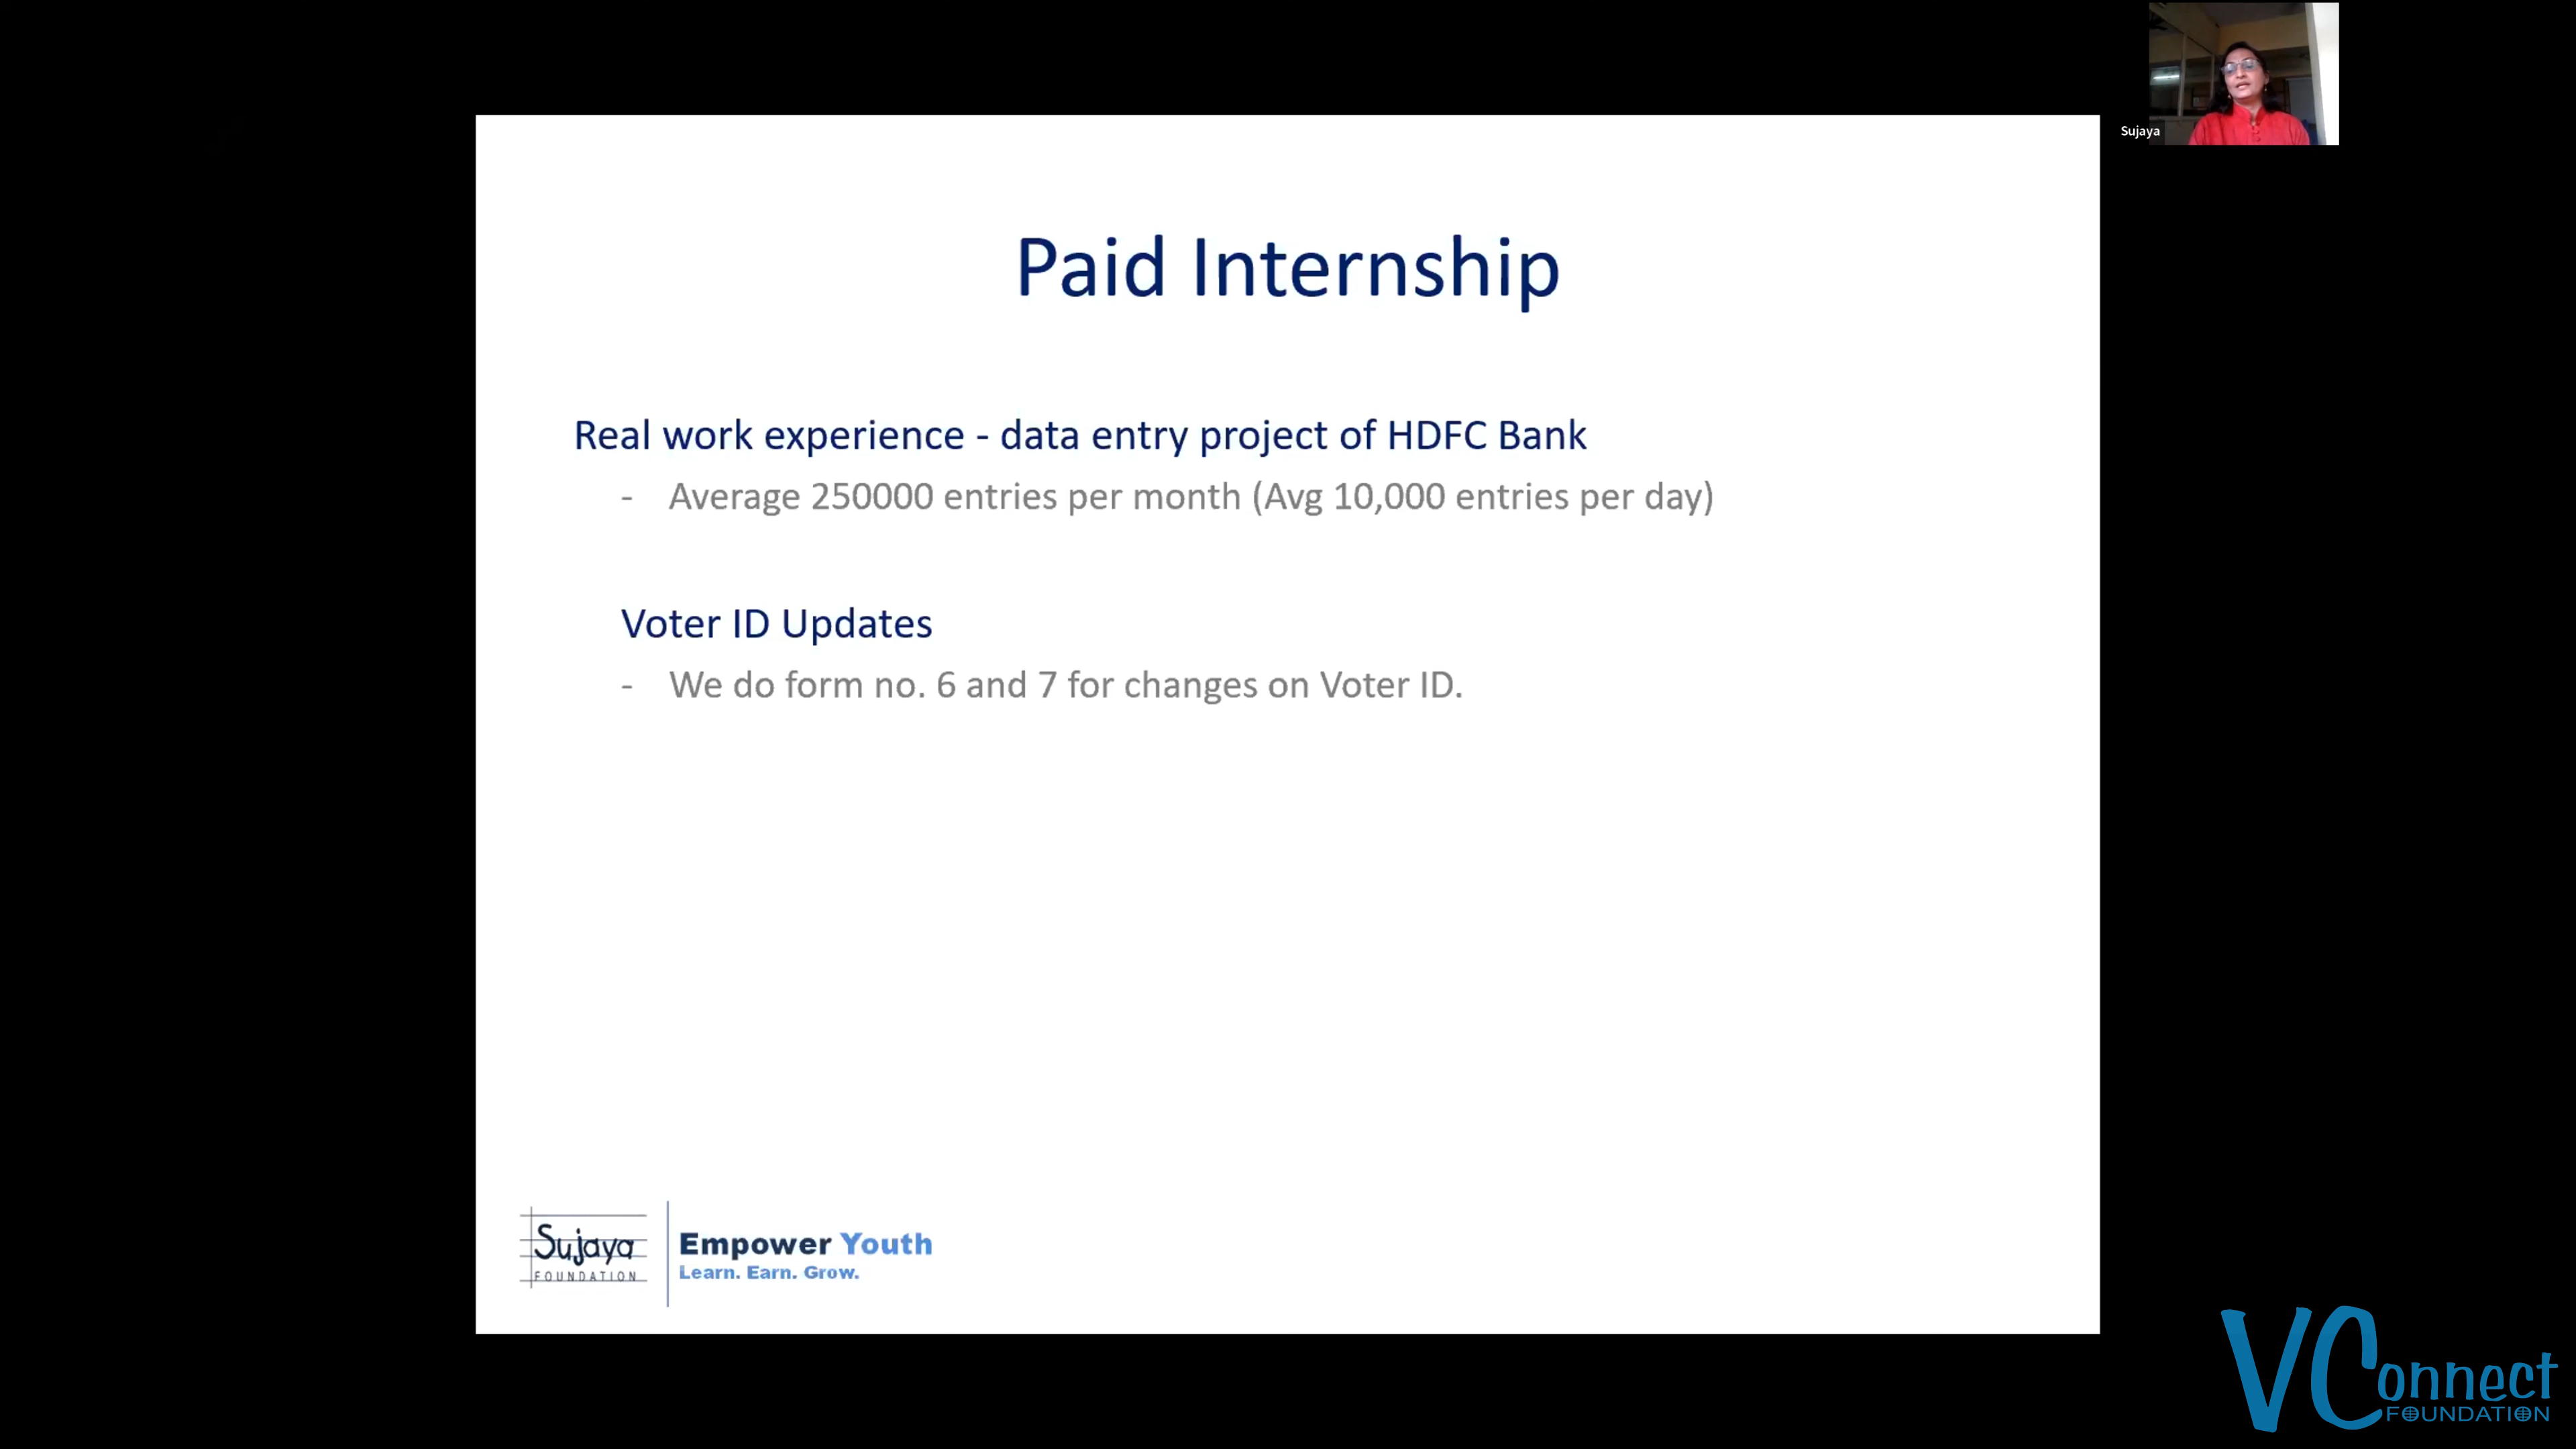 Sujaya
Paid Internship
Real work experience - data entry project of HDFC Bank
- Average 250000 entries per month (Avg 10,000 entries per day)
Voter ID Updates
- We do form no. 6 and 7 for changes on Voter ID.
Sujaya
FOUNDATION
Empower Youth
Learn. Earn. Grow.
VConnect
FOUNDATION